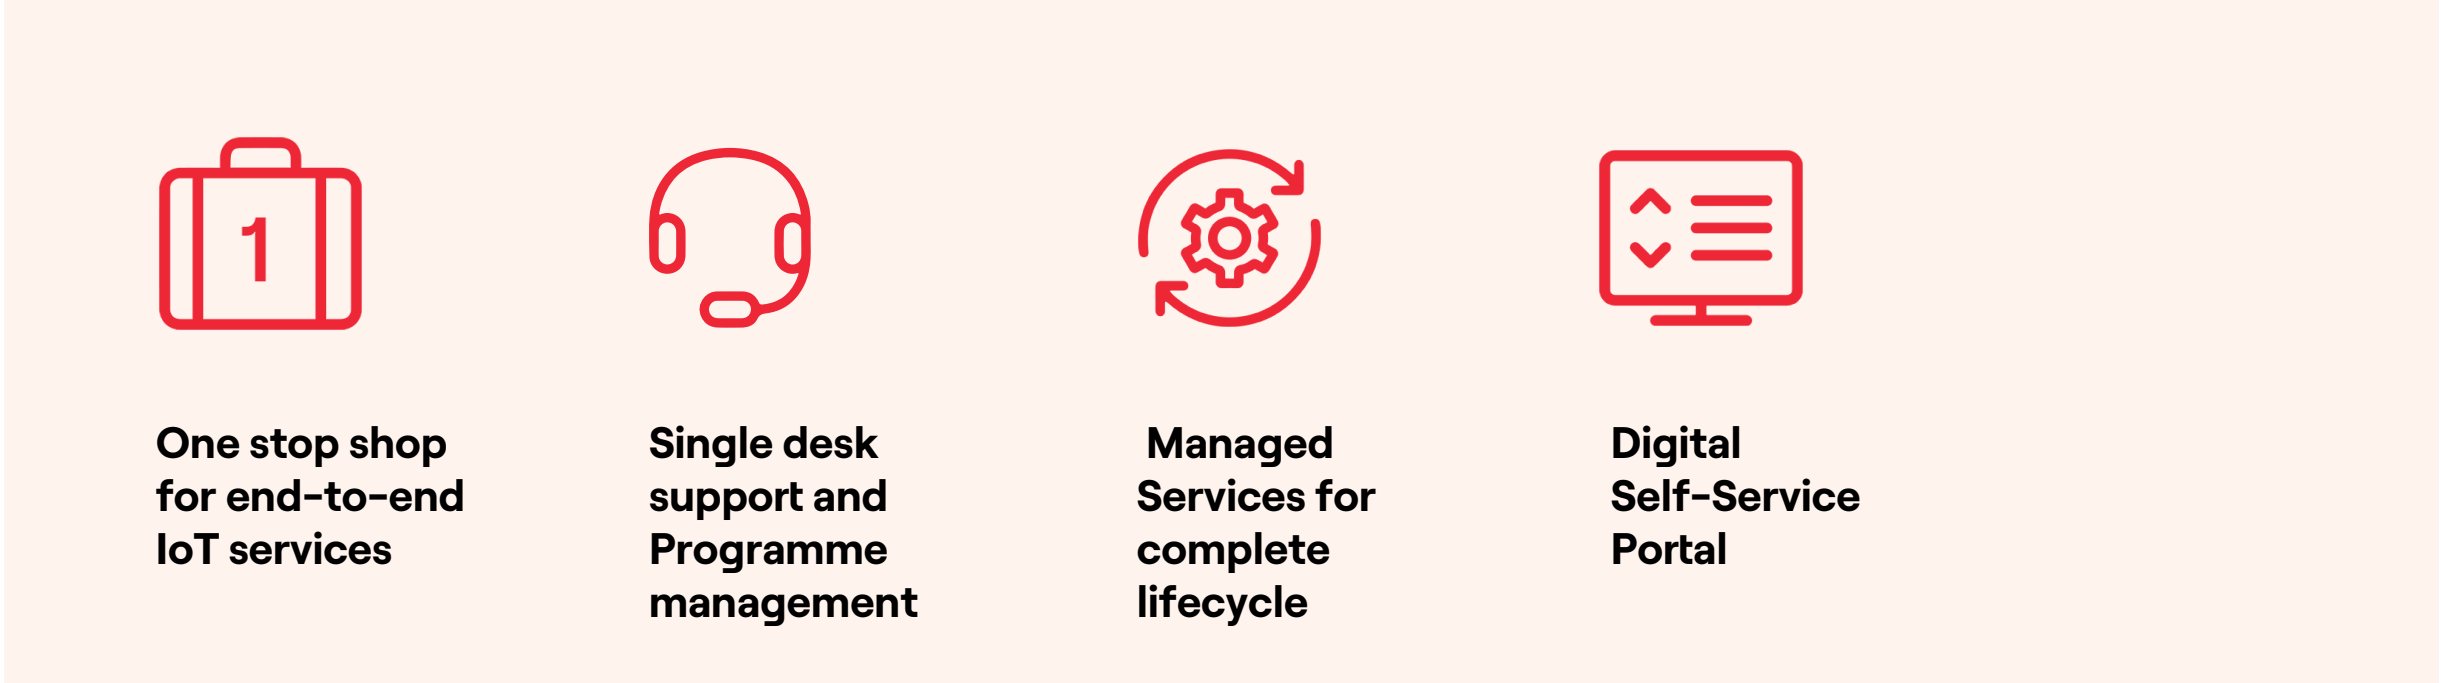 1
One stop shop
for end-to-end
IoT services
Single desk
support and
Programme
management
Managed
Services for
complete
lifecycle
Digital
Self-Service
Portal